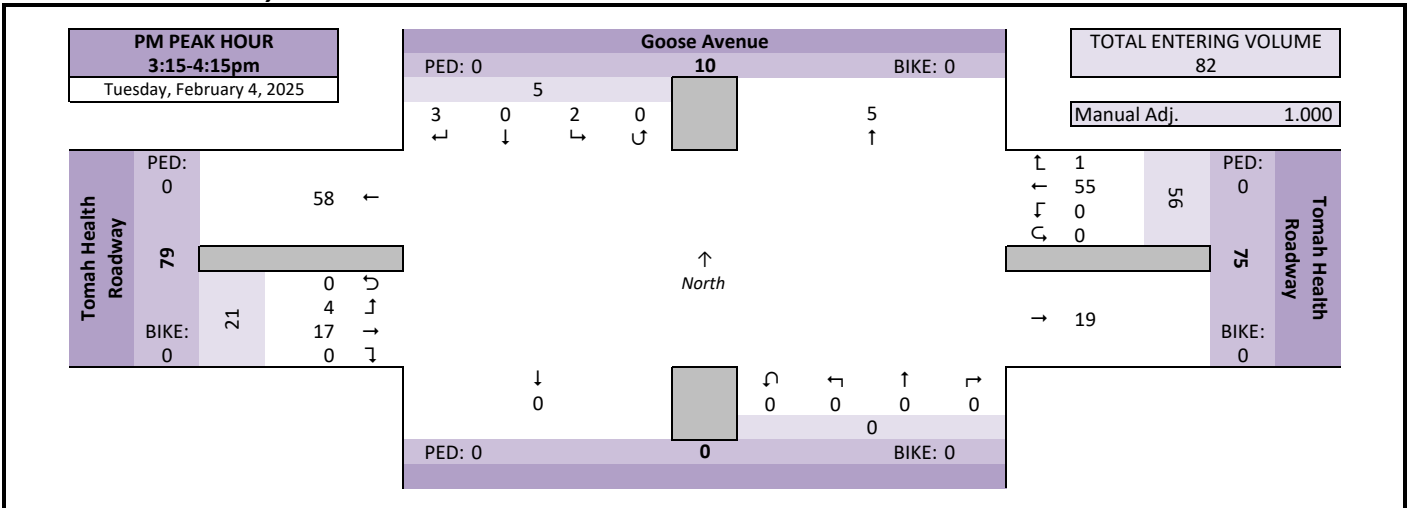 PM PEAK HOUR
3:15-4:15pm
Tuesday, February 4, 2025
Goose Avenue
PED: 0 10 BIKE: 0
5
3 0 2 0
5
TOTAL ENTERING VOLUME
82
Manual Adj. 1.000
Tomah Health
Roadway
PED:
0
79
BIKE:
0
58
21
0
4
17
0
↑
North
1
55
0
0
56
19
PED:
0
75
BIKE:
0
Tomah Health
Roadway
0
0 0 0 0
0
PED: 0 0 BIKE: 0